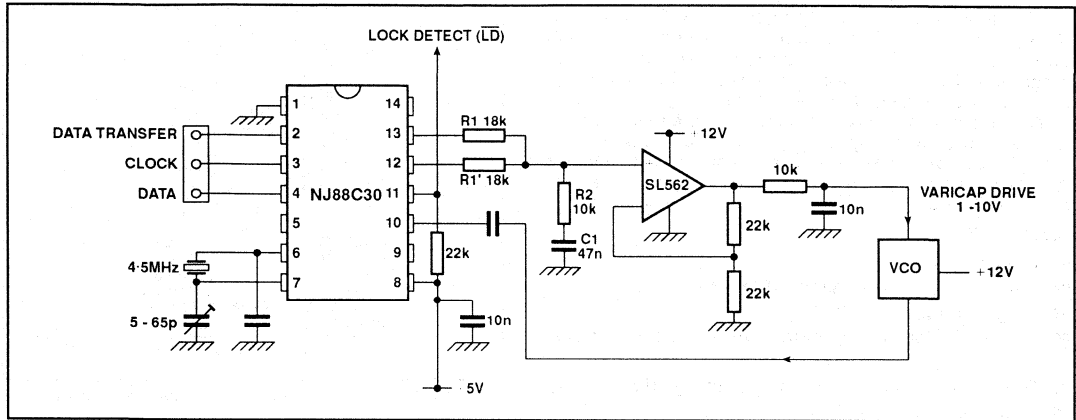 LOCK DETECT (LD)
1
14
DATA TRANSFER
2
13
R1 18k
+12V
CLOCK
3
12
R1' 18k
DATA
4
NJ88C30
11
SL562
10k
VARICAP DRIVE
1 -10V
5
10
R2
10k
22k
10n
6
9
22k
C1
47n
VCO
+12V
4·5MHz
7
8
22k
5 - 65p
10n
5V